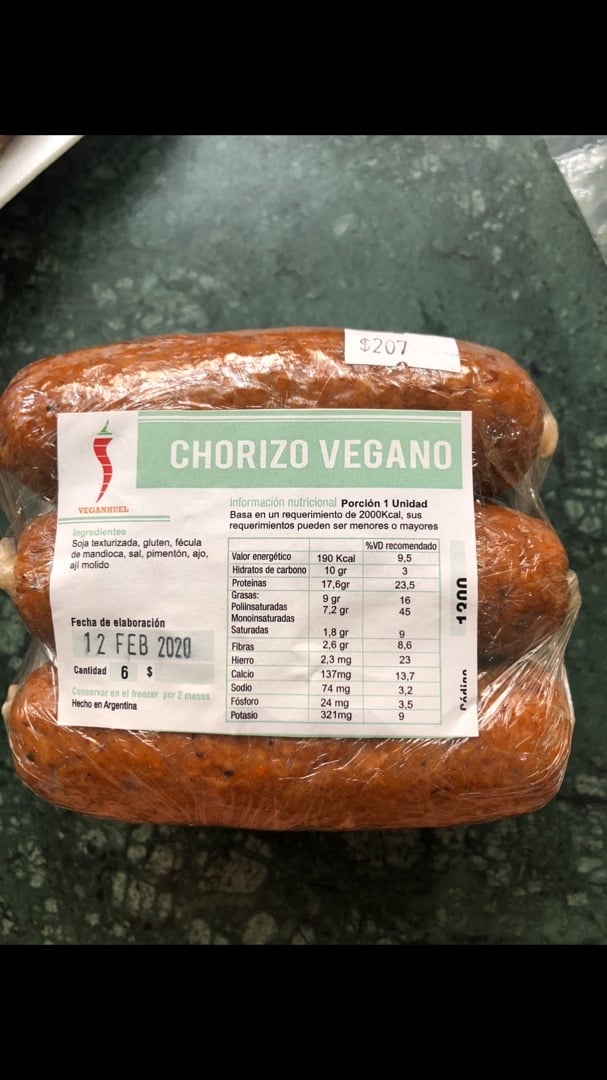 $207
CHORIZO VEGANO
VEGANHUEL
Ingredientes
Soja texturizada, gluten, fécula
de mandioca, sal, pimentón, ajo,
ají molido
Fecha de elaboración
12 FEB 2020
Cantidad 6 $
Conservar en el freezer por 2 meses
Hecho en Argentina
Información nutricional Porción 1 Unidad
Basa en un requerimiento de 2000Kcal, sus
requerimientos pueden ser menores o mayores
%VD recomendado
Valor energético 190 Kcal 9,5
Hidratos de carbono 10 gr 3
Proteínas 17,6gr 23,5
Grasas: 9 gr 16
Poliinsaturadas 7,2 gr 45
Monoinsaturadas
Saturadas 1,8 gr 9
Fibras 2,6 gr 8,6
Hierro 2,3 mg 23
Calcio 137mg 13,7
Sodio 74 mg 3,2
Fósforo 24 mg 3,5
Potasio 321mg 9
Código 1200